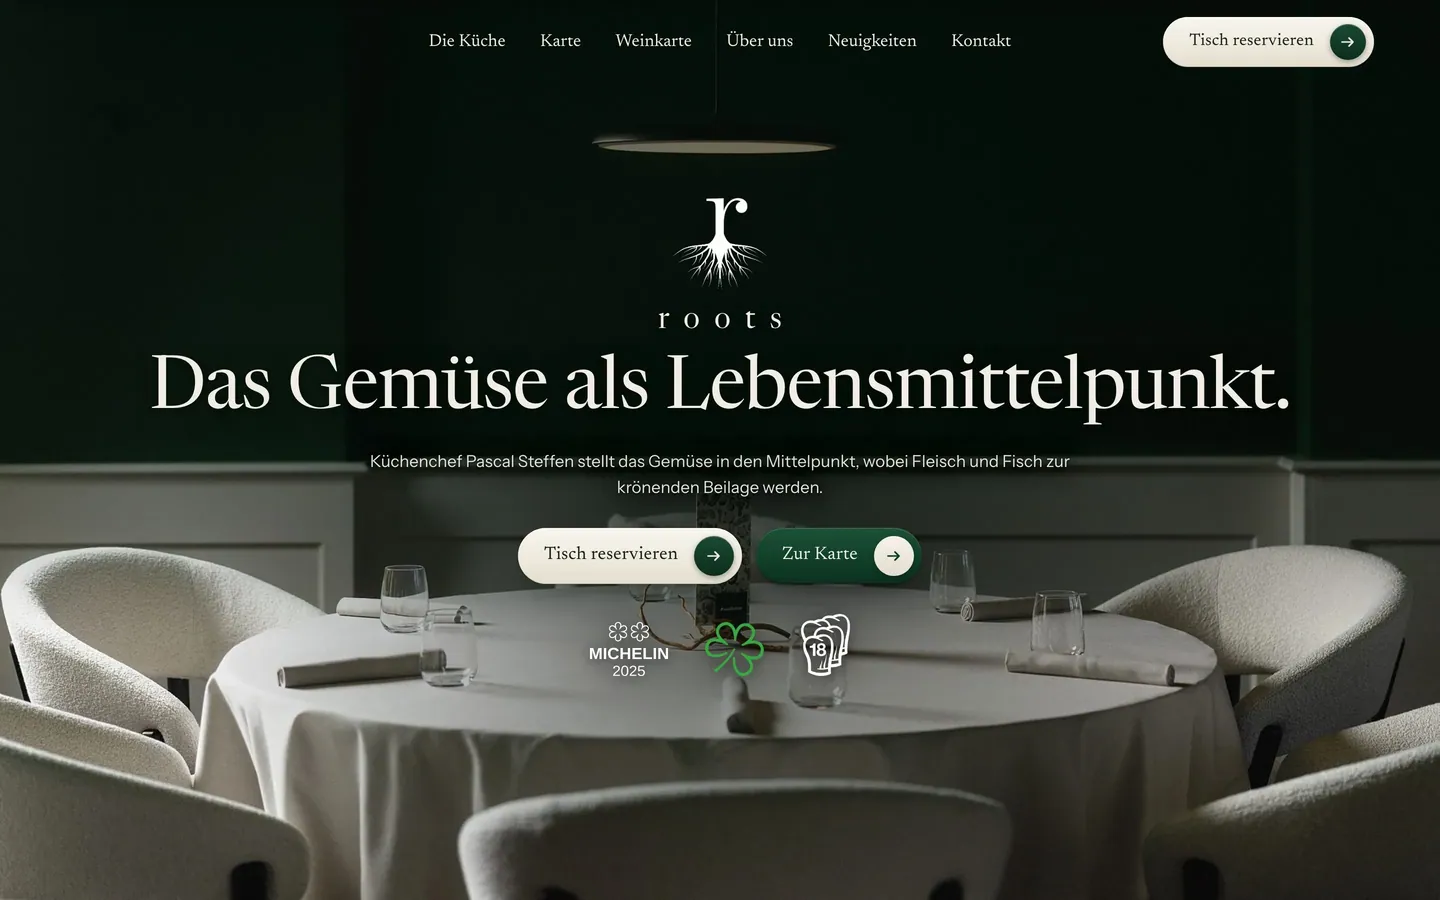 Die Küche Karte Weinkarte Über uns Neuigkeiten Kontakt Tisch reservieren
r
roots
Das Gemüse als Lebensmittelpunkt.
Küchenchef Pascal Steffen stellt das Gemüse in den Mittelpunkt, wobei Fleisch und Fisch zur
krönenden Beilage werden.
Tisch reservieren Zur Karte
MICHELIN
2025
18